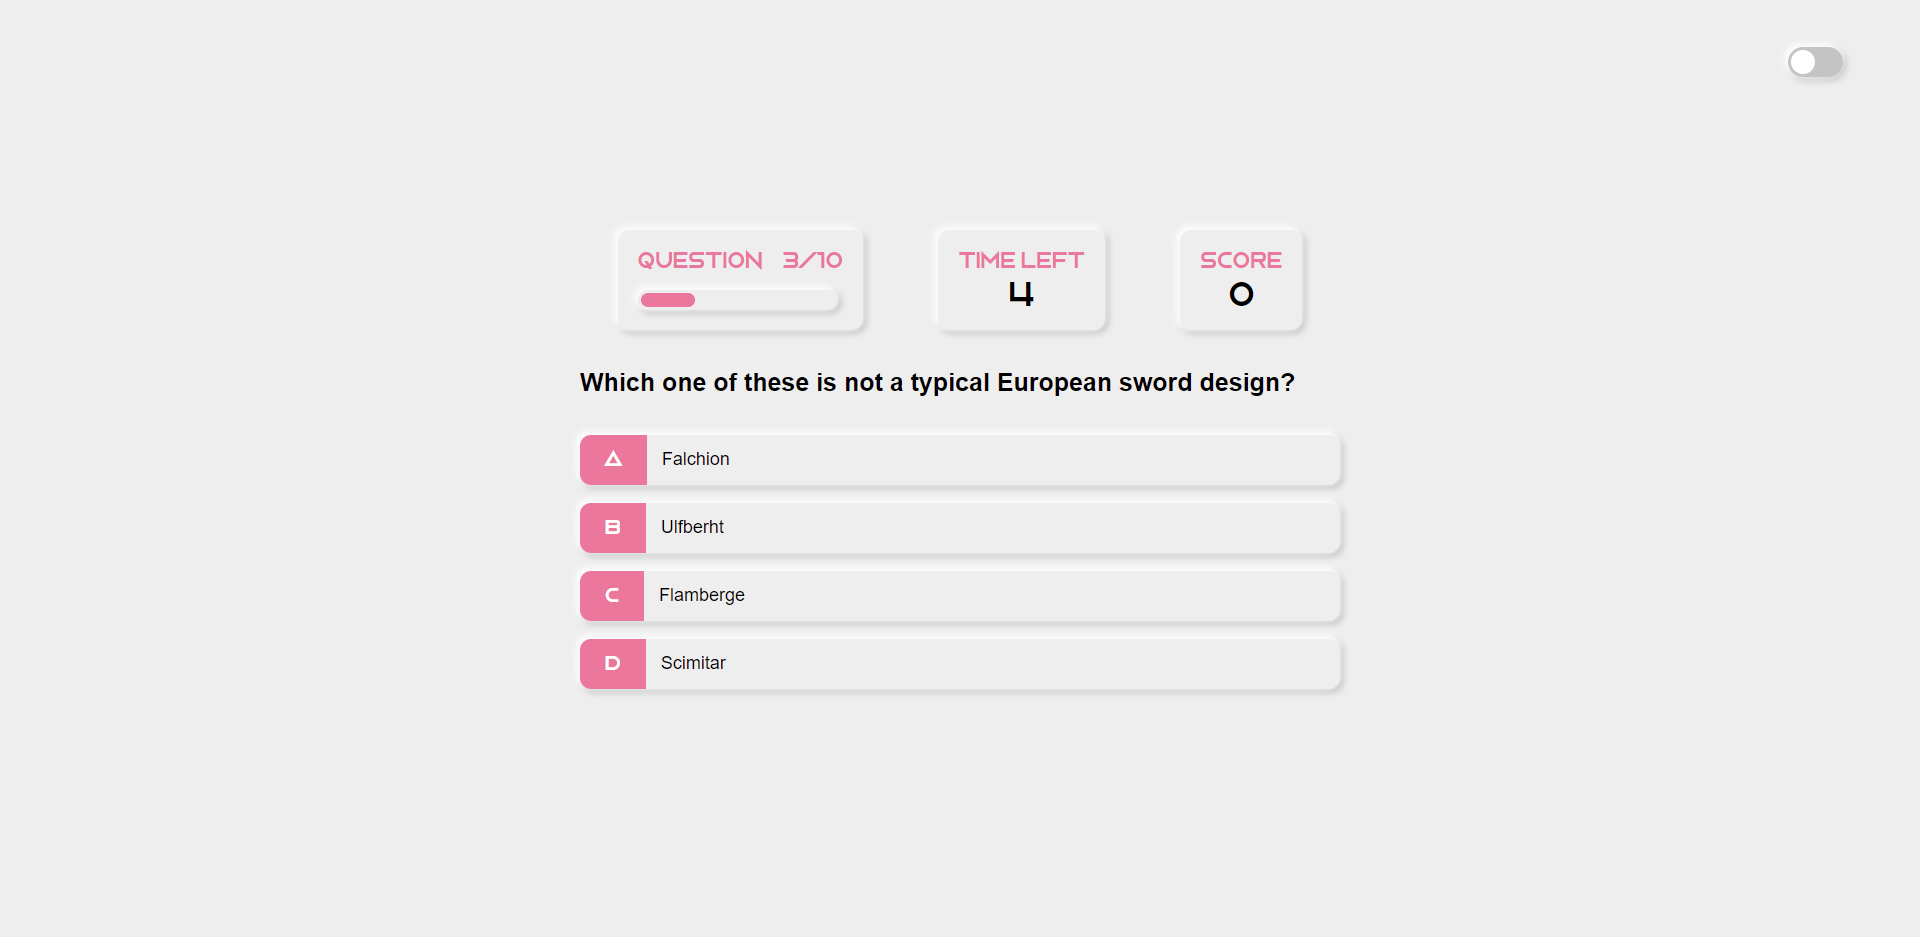 QUESTION 3/10
TIME LEFT
4
SCORE
0
Which one of these is not a typical European sword design?
A Falchion
B Ulfberht
C Flamberge
D Scimitar